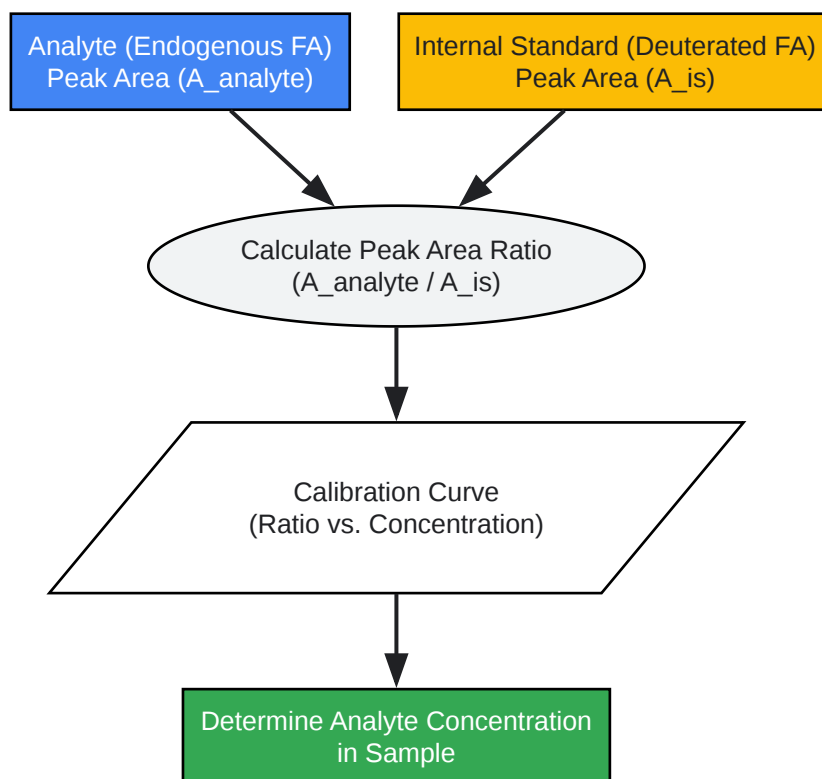 Analyte (Endogenous FA)
Peak Area (A_analyte)
Internal Standard (Deuterated FA)
Peak Area (A_is)
Calculate Peak Area Ratio
(A_analyte / A_is)
Calibration Curve
(Ratio vs. Concentration)
Determine Analyte Concentration
in Sample